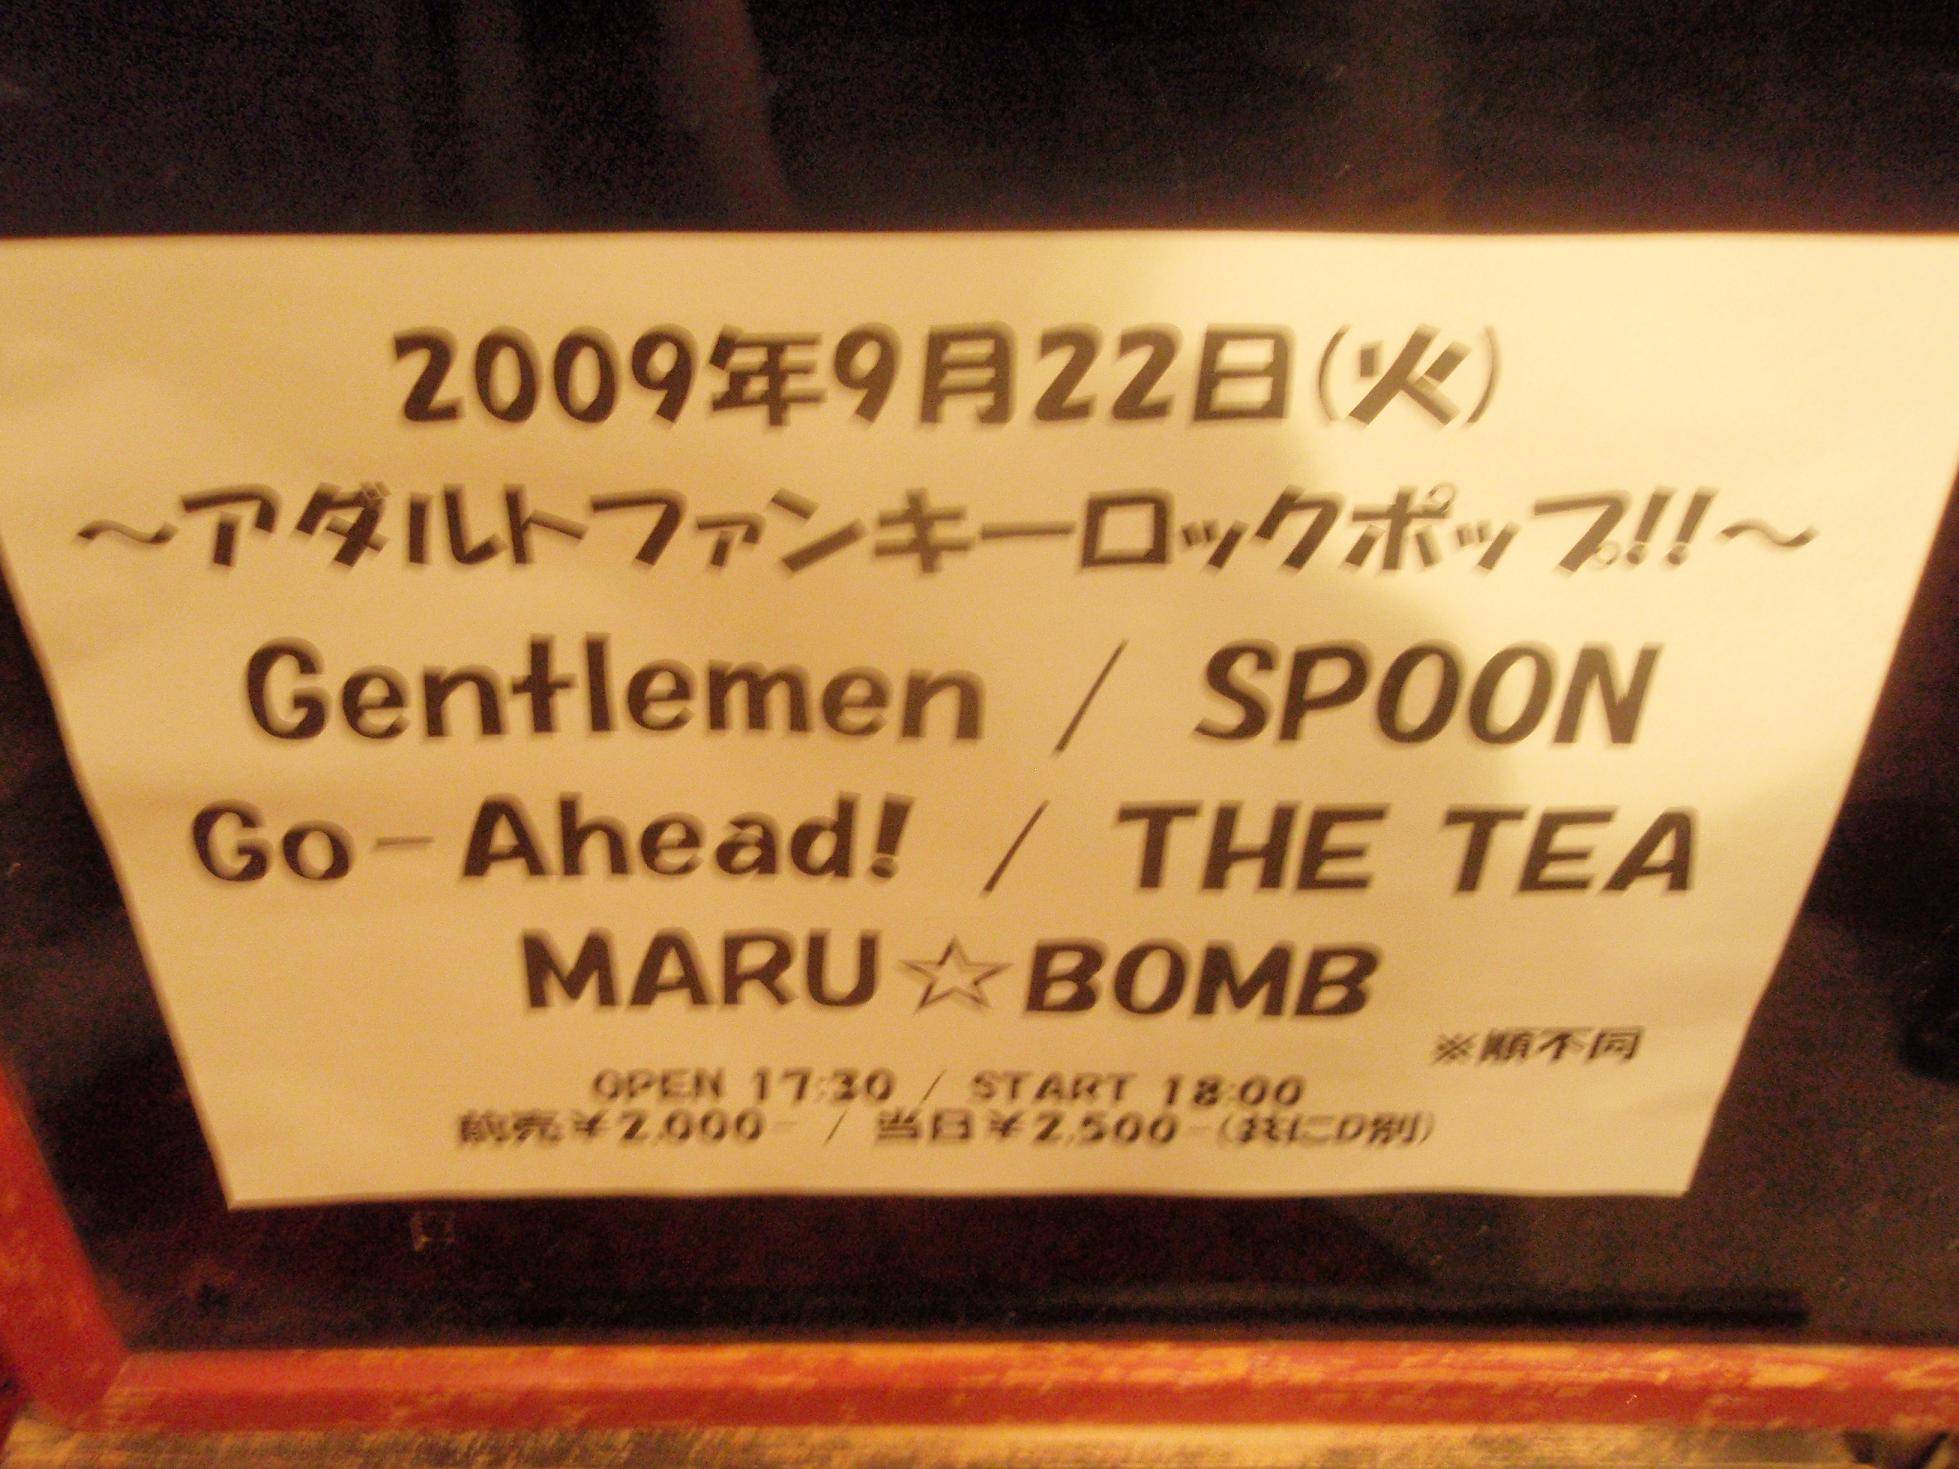 2009年9月22日(火)
～アダルトファンキーロックポップ!!～
Gentlemen / SPOON
Go-Ahead! / THE TEA
MARU☆BOMB
※順不同
OPEN 17:30 / START 18:00
前売¥2,000- / 当日¥2,500-(共にD別)